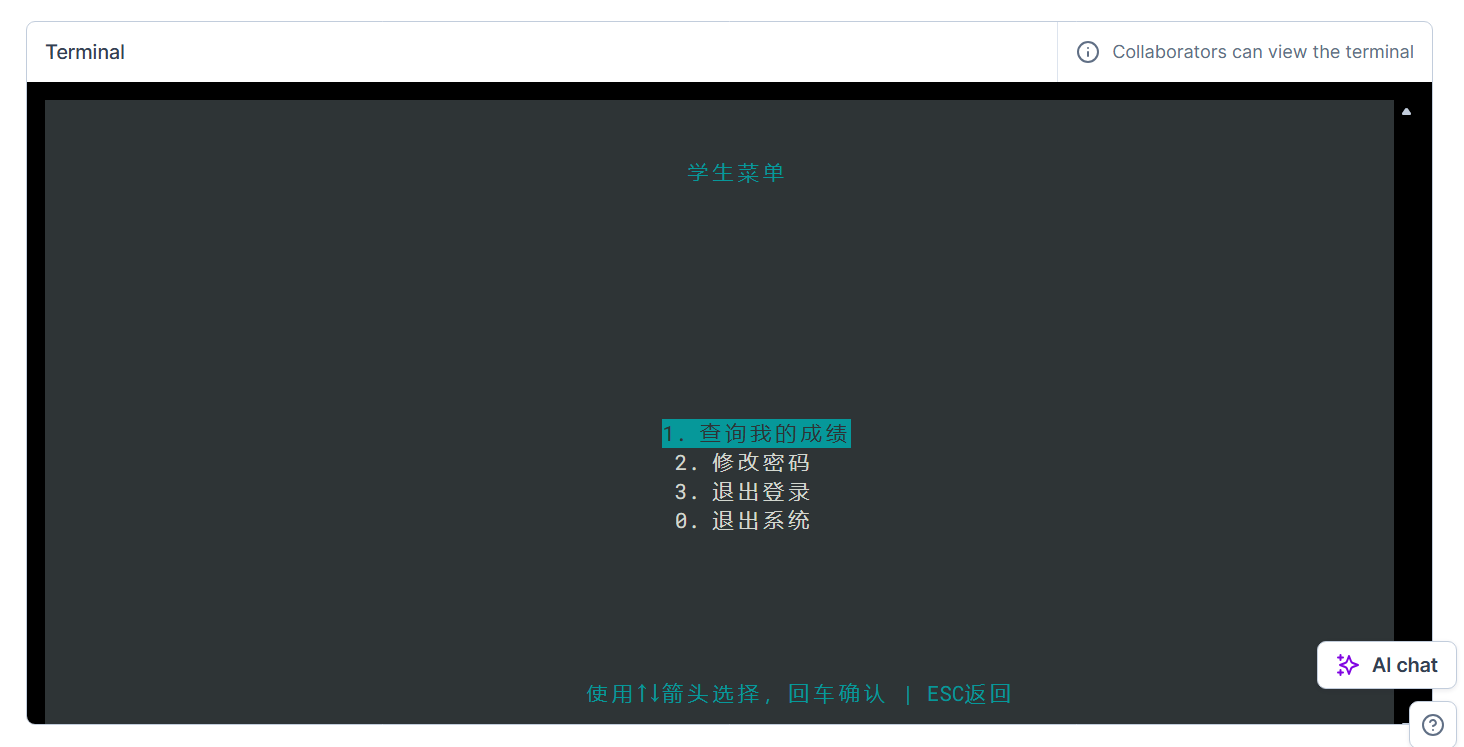 Terminal
Collaborators can view the terminal
学生菜单
1. 查询我的成绩
2. 修改密码
3. 退出登录
0. 退出系统
使用↑↓箭头选择, 回车确认 | ESC返回
AI chat